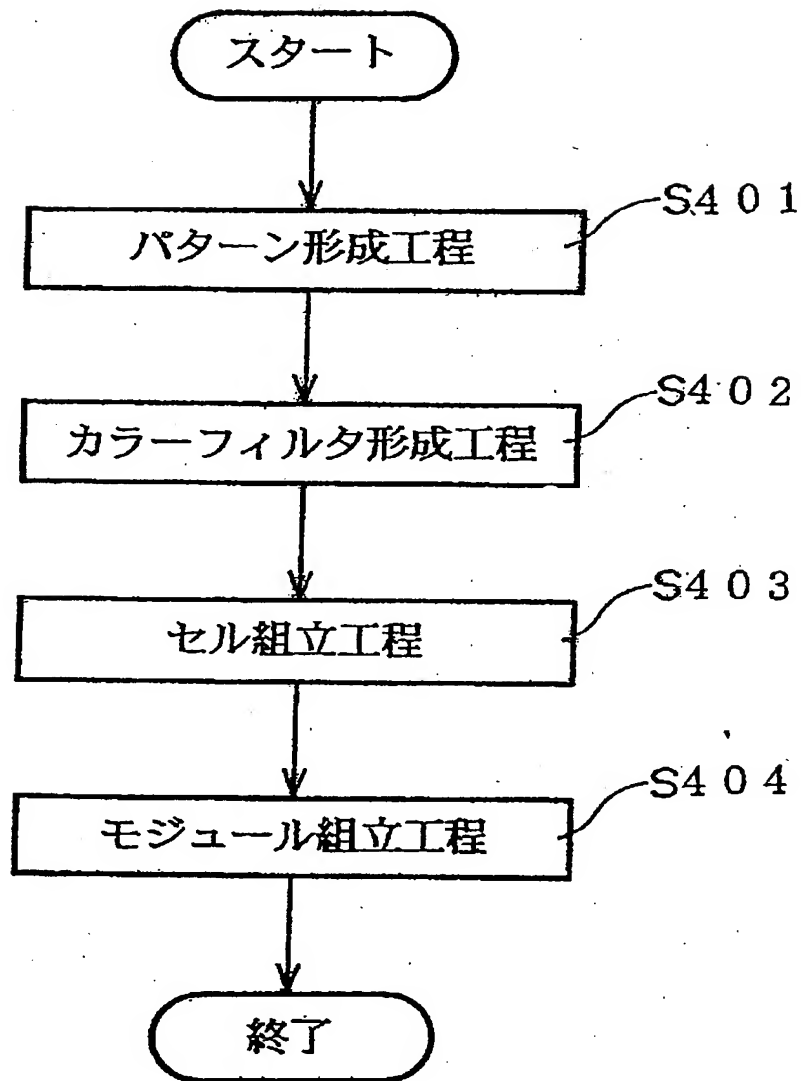 スタート
S401
パターン形成工程
S402
カラーフィルタ形成工程
S403
セル組立工程
S404
モジュール組立工程
終了